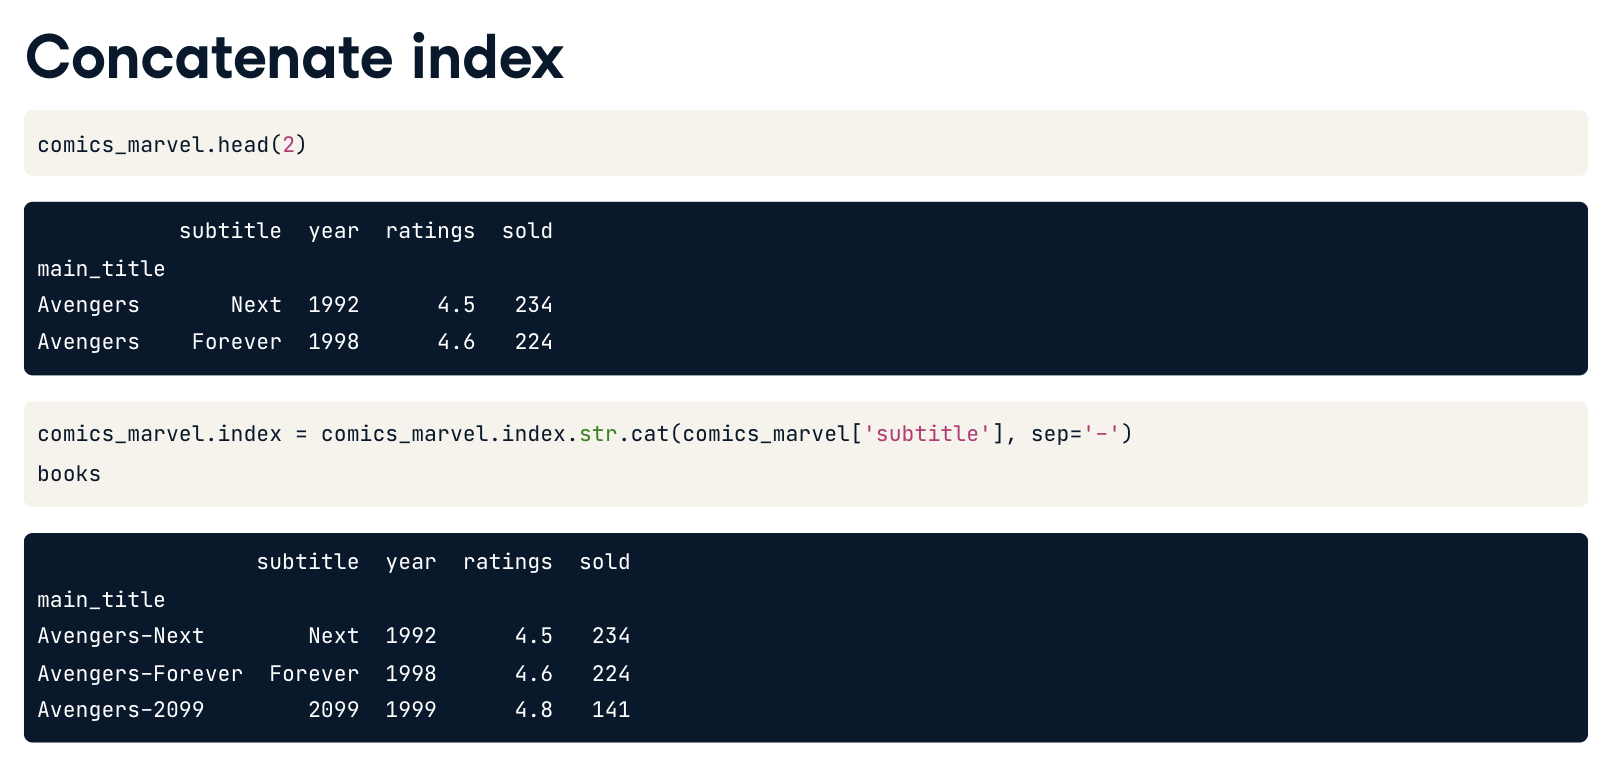 Concatenate index
comics_marvel.head(2)
subtitle  year  ratings  sold
main_title
Avengers       Next  1992      4.5   234
Avengers    Forever  1998      4.6   224
comics_marvel.index = comics_marvel.index.str.cat(comics_marvel['subtitle'], sep='-')
books
subtitle  year  ratings  sold
main_title
Avengers-Next        Next  1992      4.5   234
Avengers-Forever  Forever  1998      4.6   224
Avengers-2099        2099  1999      4.8   141